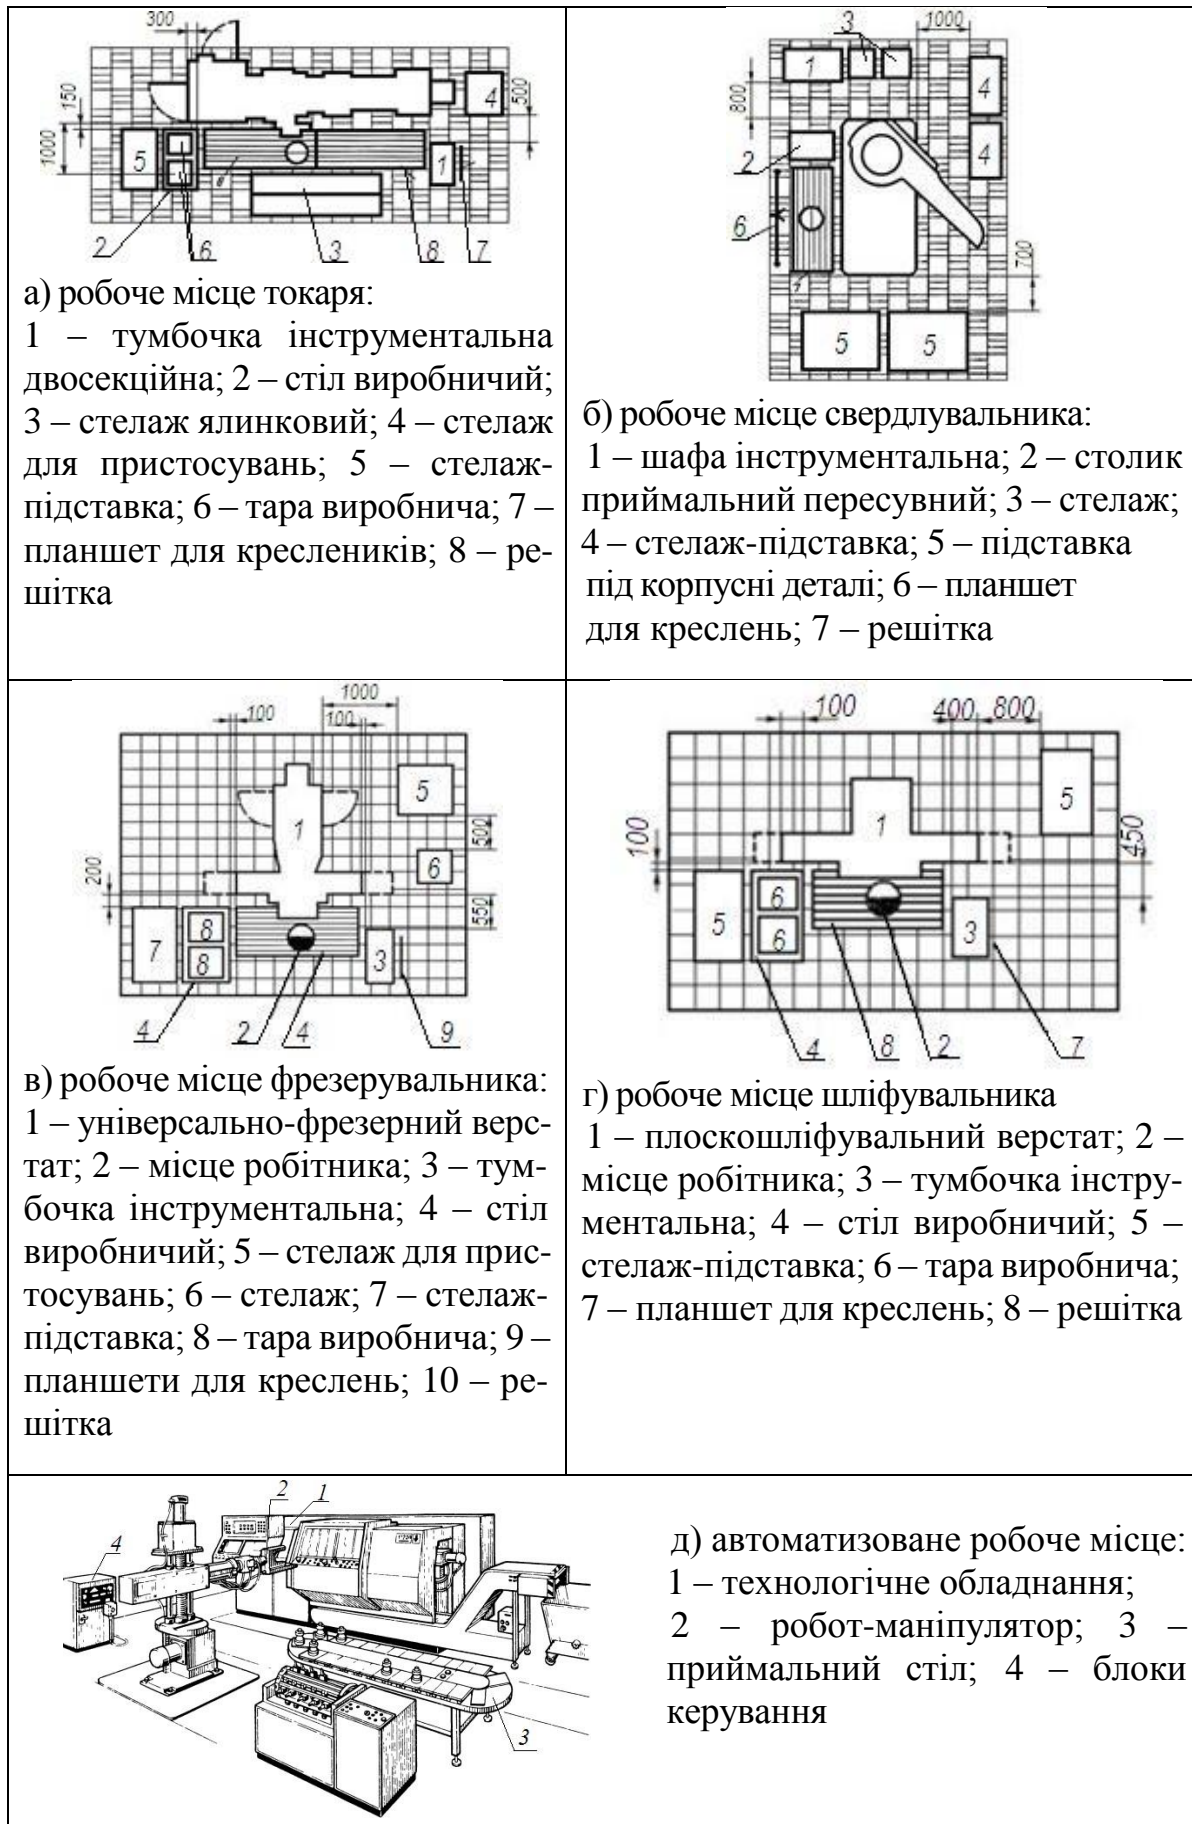 300
150
1000
500
5
4
1
2
6
3
8
7
а) робоче місце токаря:
1 – тумбочка інструментальна
двосекційна; 2 – стіл виробничий;
3 – стелаж ялинковий; 4 – стелаж
для пристосувань; 5 – стелаж-
підставка; 6 – тара виробнича; 7 –
планшет для креслеників; 8 – ре-
шітка
3
1000
1
4
800
2
4
6
700
5
5
б) робоче місце свердлувальника:
1 – шафа інструментальна; 2 – столик
приймальний пересувний; 3 – стелаж;
4 – стелаж-підставка; 5 – підставка
під корпусні деталі; 6 – планшет
для креслень; 7 – решітка
1000
100
100
5
1
500
6
200
550
7
8
8
3
4
2
4
9
в) робоче місце фрезерувальника:
1 – універсально-фрезерний верс-
тат; 2 – місце робітника; 3 – тум-
бочка інструментальна; 4 – стіл
виробничий; 5 – стелаж для прис-
тосувань; 6 – стелаж; 7 – стелаж-
підставка; 8 – тара виробнича; 9 –
планшети для креслень; 10 – ре-
шітка
100
400
800
5
1
100
450
5
6
6
3
4
8
2
7
г) робоче місце шліфувальника
1 – плоскошліфувальний верстат; 2 –
місце робітника; 3 – тумбочка інстру-
ментальна; 4 – стіл виробничий; 5 –
стелаж-підставка; 6 – тара виробнича;
7 – планшет для креслень; 8 – решітка
2
1
4
3
д) автоматизоване робоче місце:
1 – технологічне обладнання;
2 – робот-маніпулятор; 3 –
приймальний стіл; 4 – блоки
керування